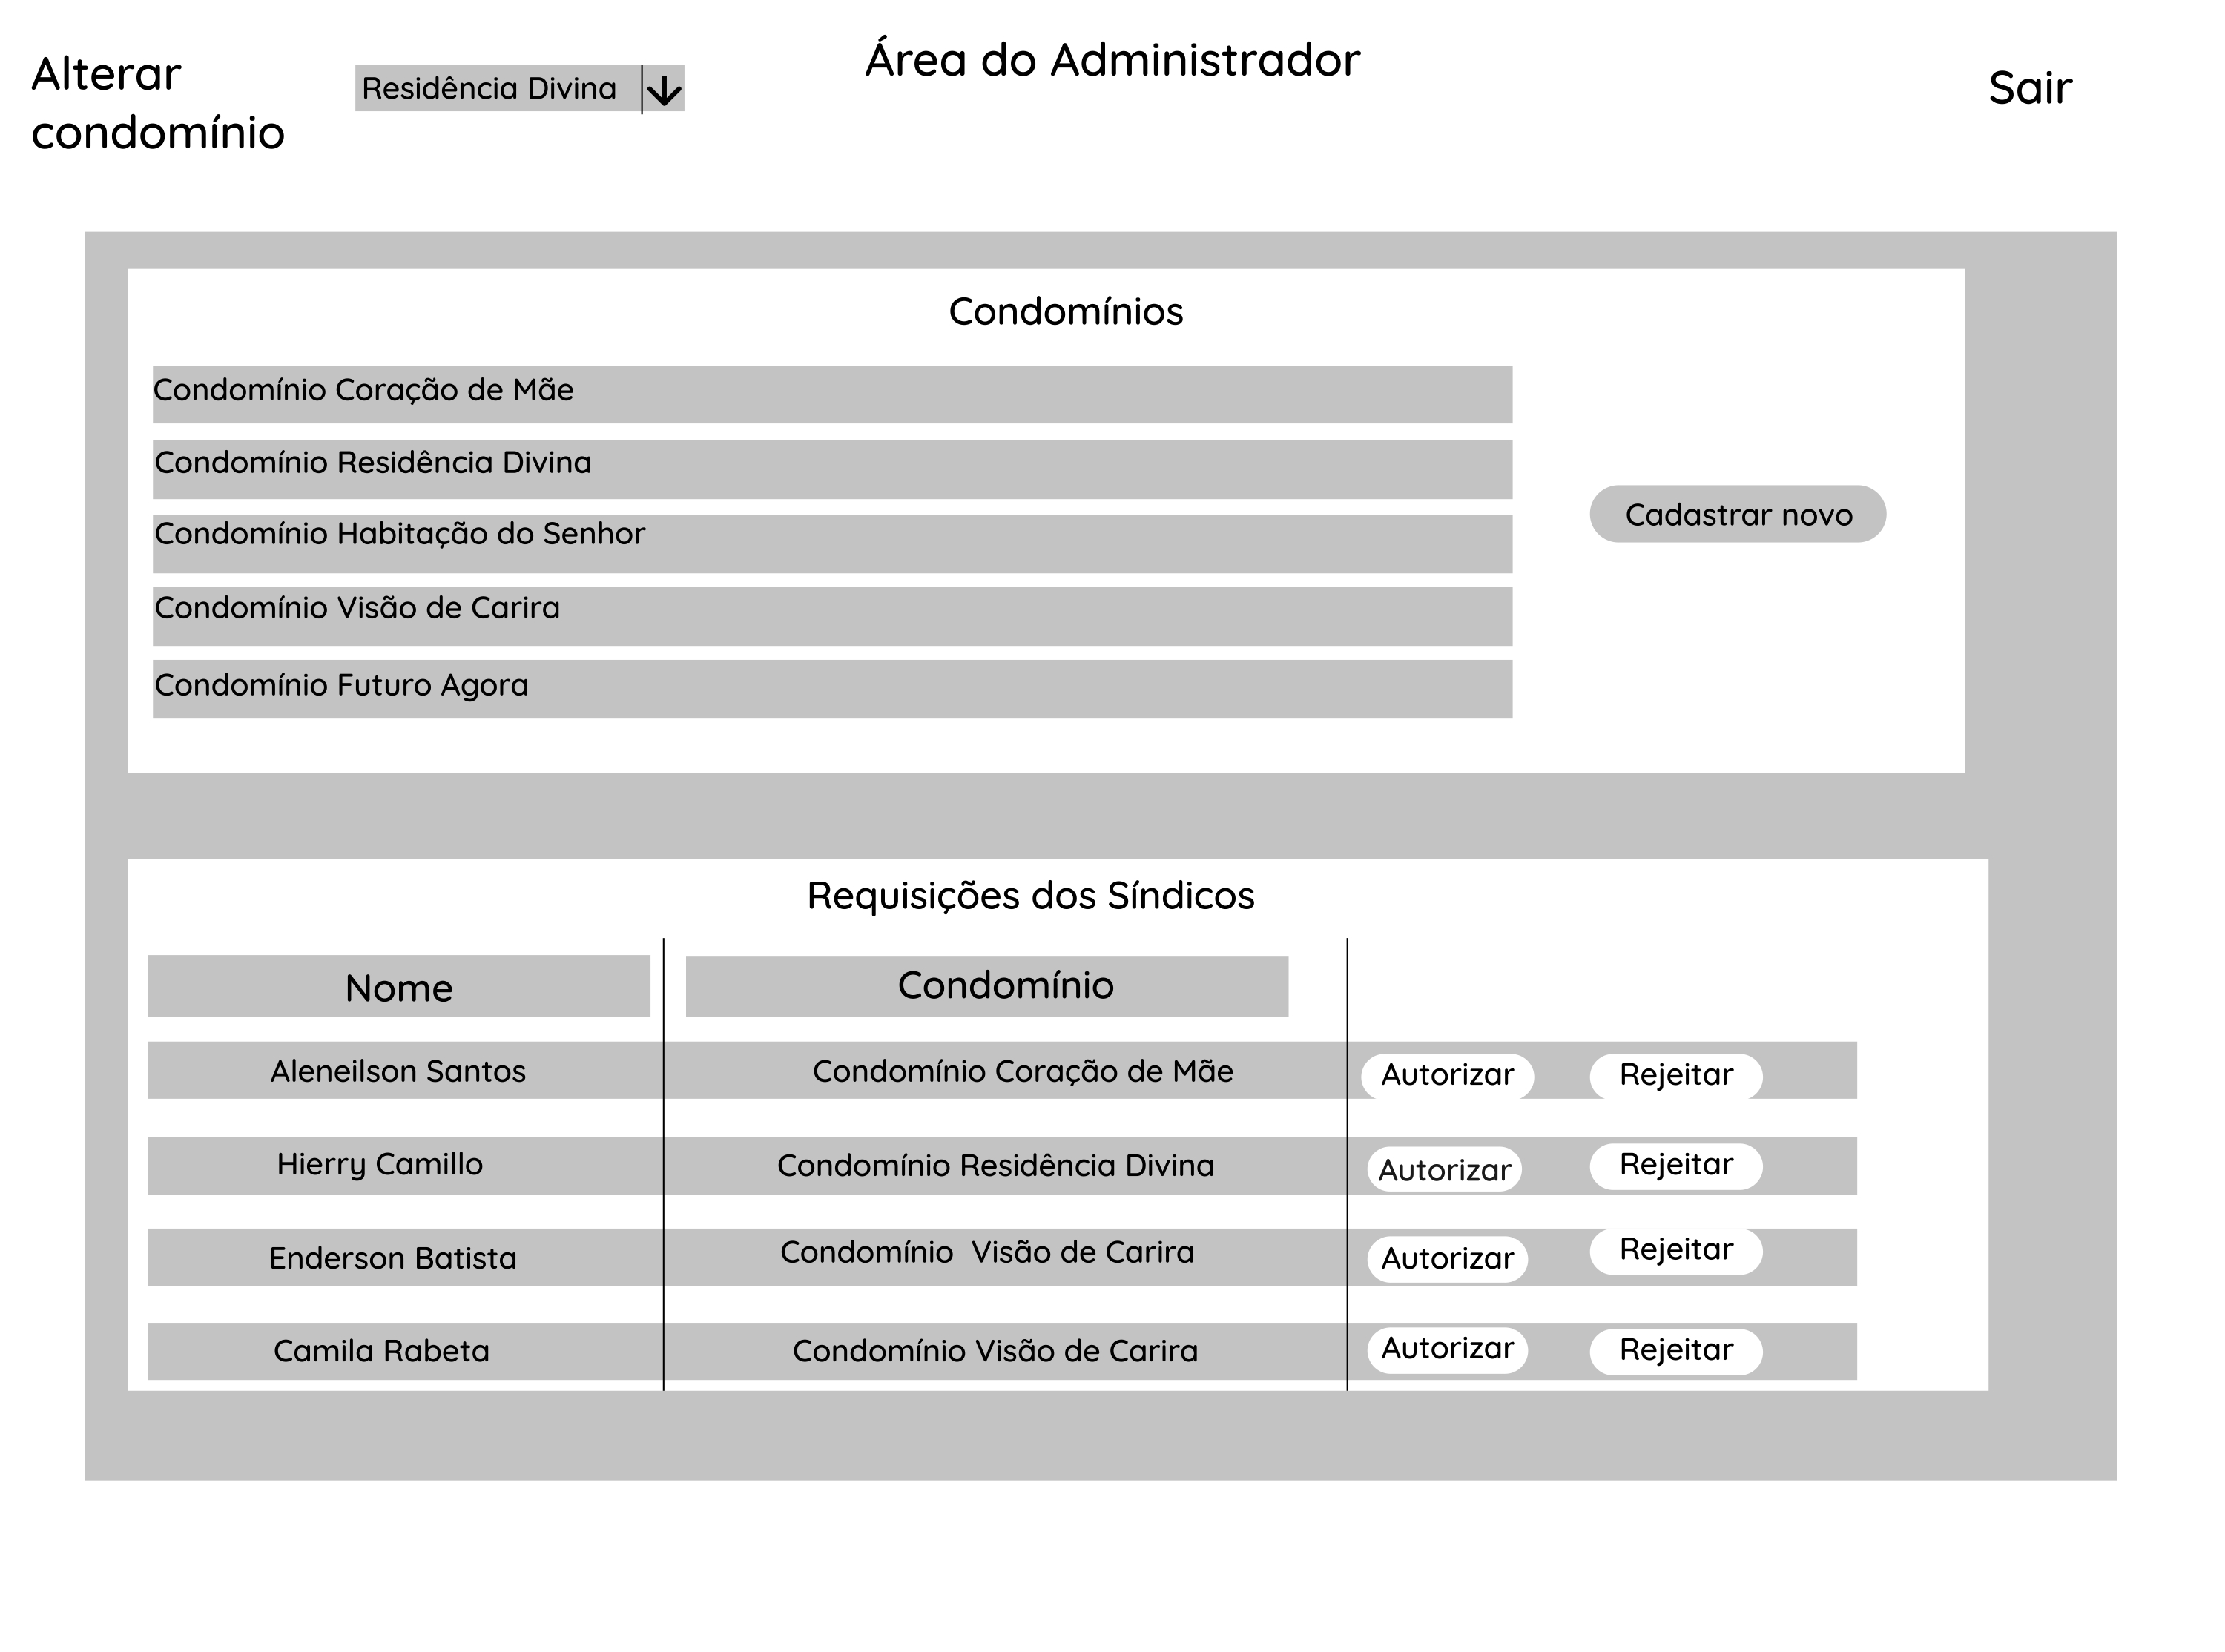 Alterar
condomínio
Residência Divina
Área do Administrador
Sair
Condomínios
Condomínio Coração de Mãe
Condomínio Residência Divina
Condomínio Habitação do Senhor
Condomínio Visão de Carira
Condomínio Futuro Agora
Cadastrar novo
Requisições dos Síndicos
Nome Condomínio
Aleneilson Santos Condomínio Coração de Mãe Autorizar Rejeitar
Hierry Camillo Condomínio Residência Divina Autorizar Rejeitar
Enderson Batista Condomínio Visão de Carira Autorizar Rejeitar
Camila Rabeta Condomínio Visão de Carira Autorizar Rejeitar